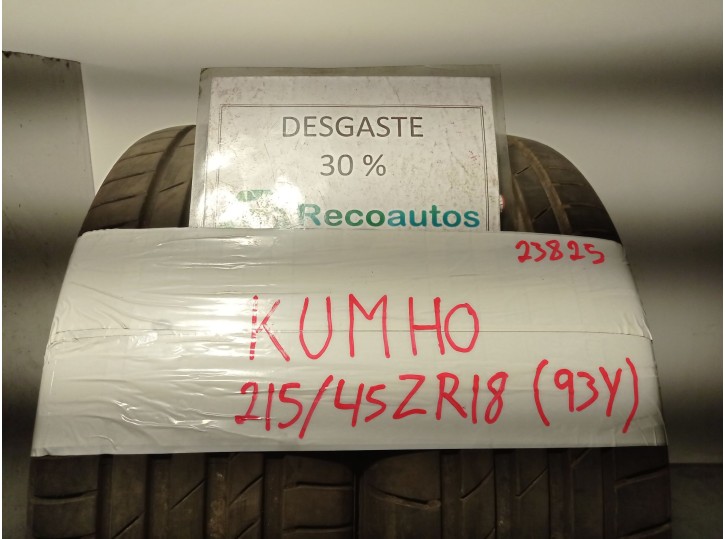 DESGASTE
30 %
Recoautos
23825
KUMHO
215/45ZR18 (93Y)